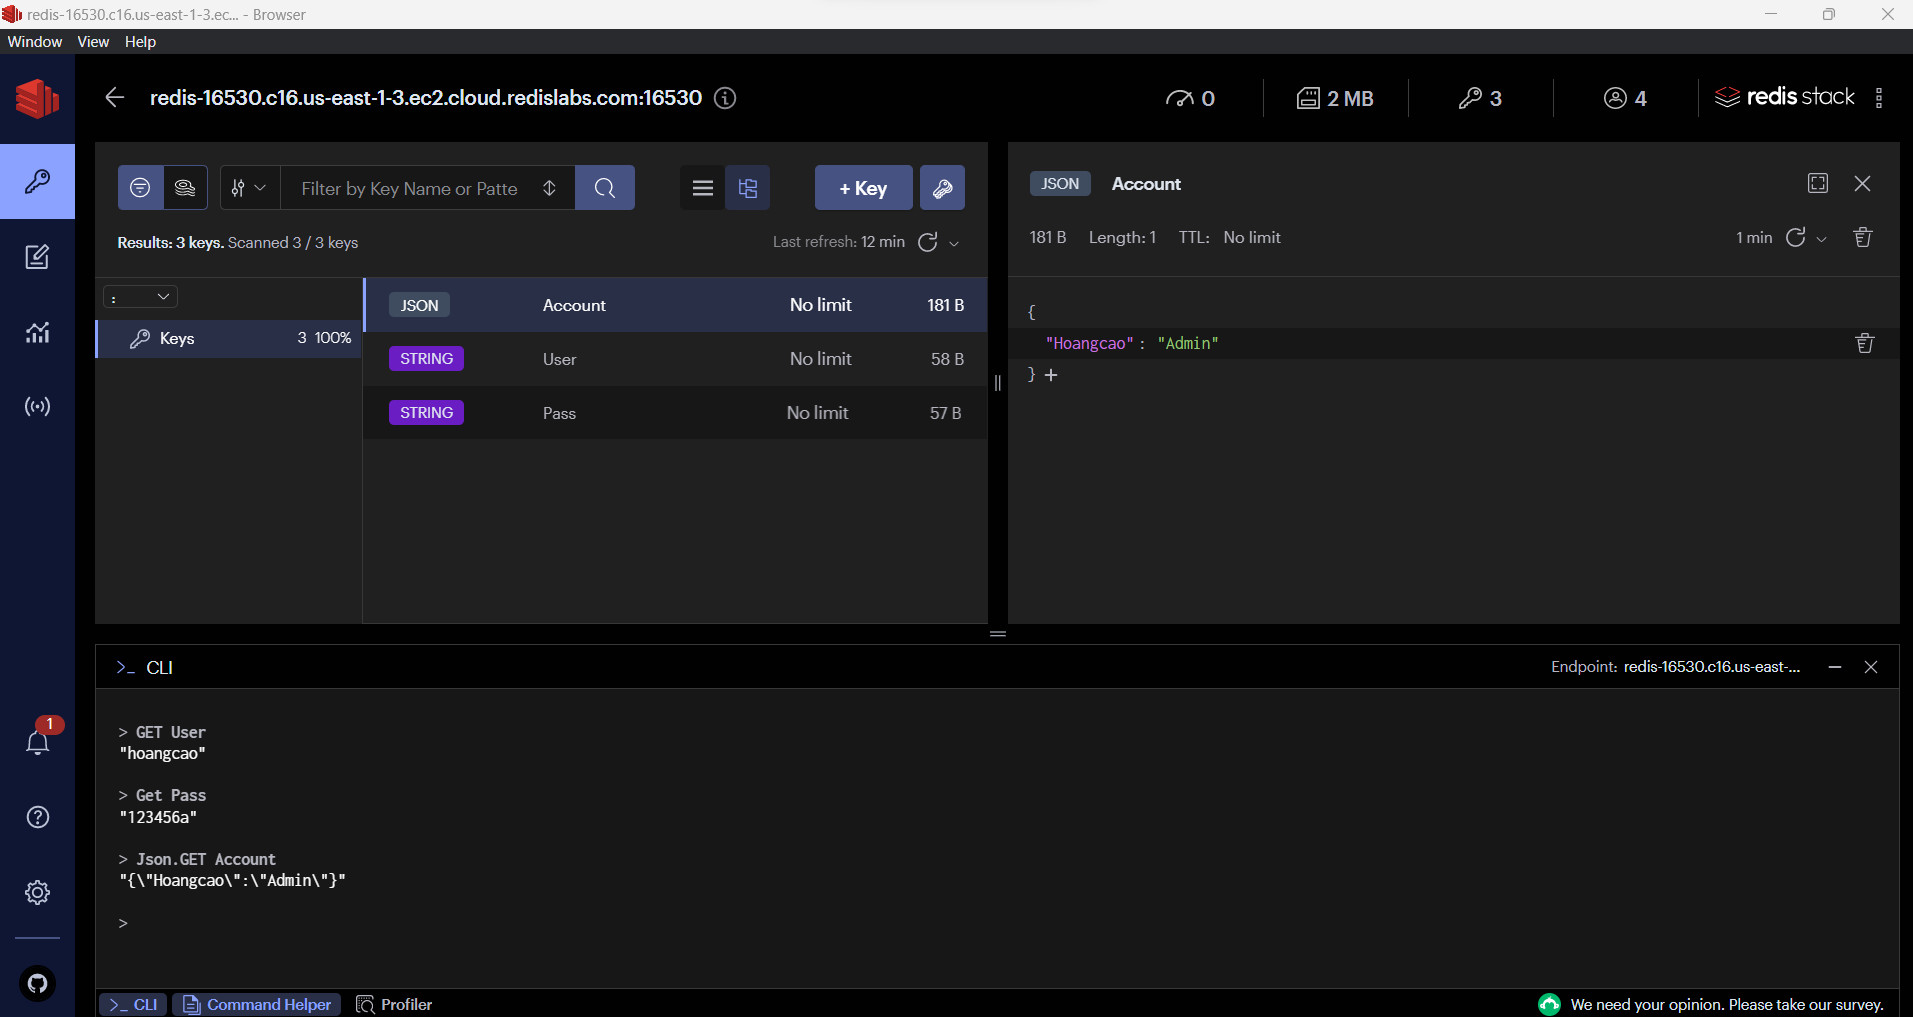 redis-16530.c16.us-east-1-3.ec... - Browser
Window View Help
redis-16530.c16.us-east-1-3.ec2.cloud.redislabs.com:16530
0
2 MB
3
4
redis stack
Filter by Key Name or Patte
+ Key
Results: 3 keys. Scanned 3 / 3 keys
Last refresh: 12 min
:
Keys 3 100%
JSON Account No limit 181 B
STRING User No limit 58 B
STRING Pass No limit 57 B
JSON Account
181 B Length: 1 TTL: No limit
1 min
{
"Hoangcao" : "Admin"
} +
>_ CLI
Endpoint: redis-16530.c16.us-east-...
> GET User
"hoangcao"
> Get Pass
"123456a"
> Json.GET Account
"{\"Hoangcao\":\"Admin\"}"
>
1
>_ CLI
Command Helper
Profiler
We need your opinion. Please take our survey.